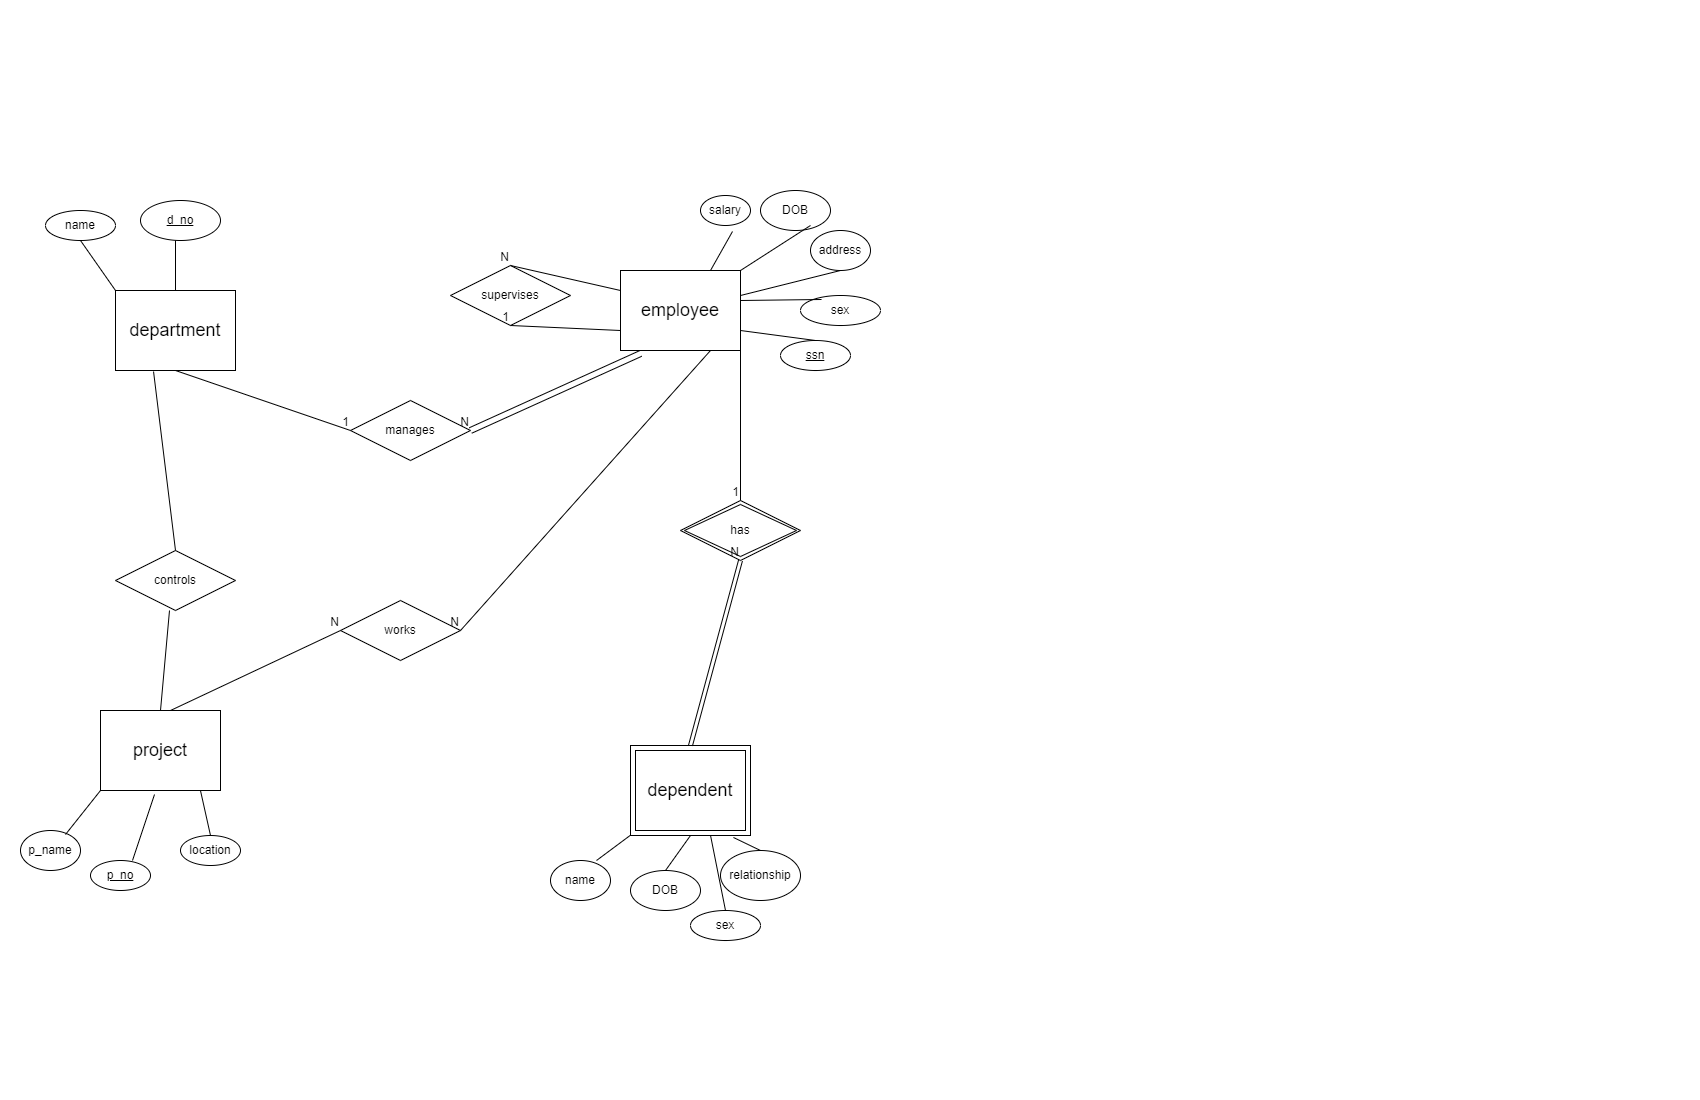 salary
DOB
name
d_no
address
N
supervises
employee
sex
1
department
ssn
1
manages
N
1
has
N
controls
N
works
N
project
dependent
p_name
location
p_no
name
DOB
relationship
sex